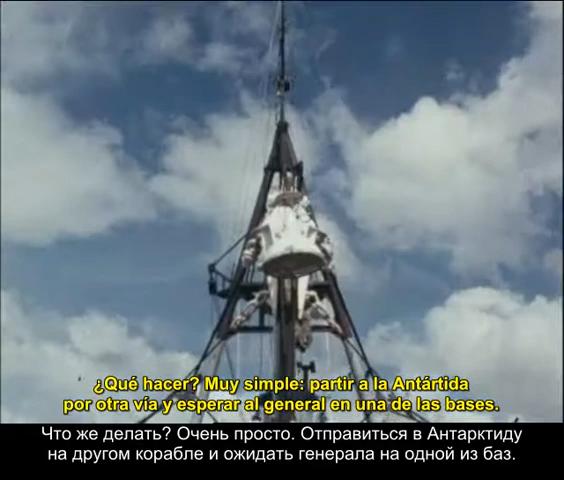 ¿Qué hacer? Muy simple: partir a la Antártida
por otra vía y esperar al general en una de las bases.
Что же делать? Очень просто. Отправиться в Антарктиду
на другом корабле и ожидать генерала на одной из баз.